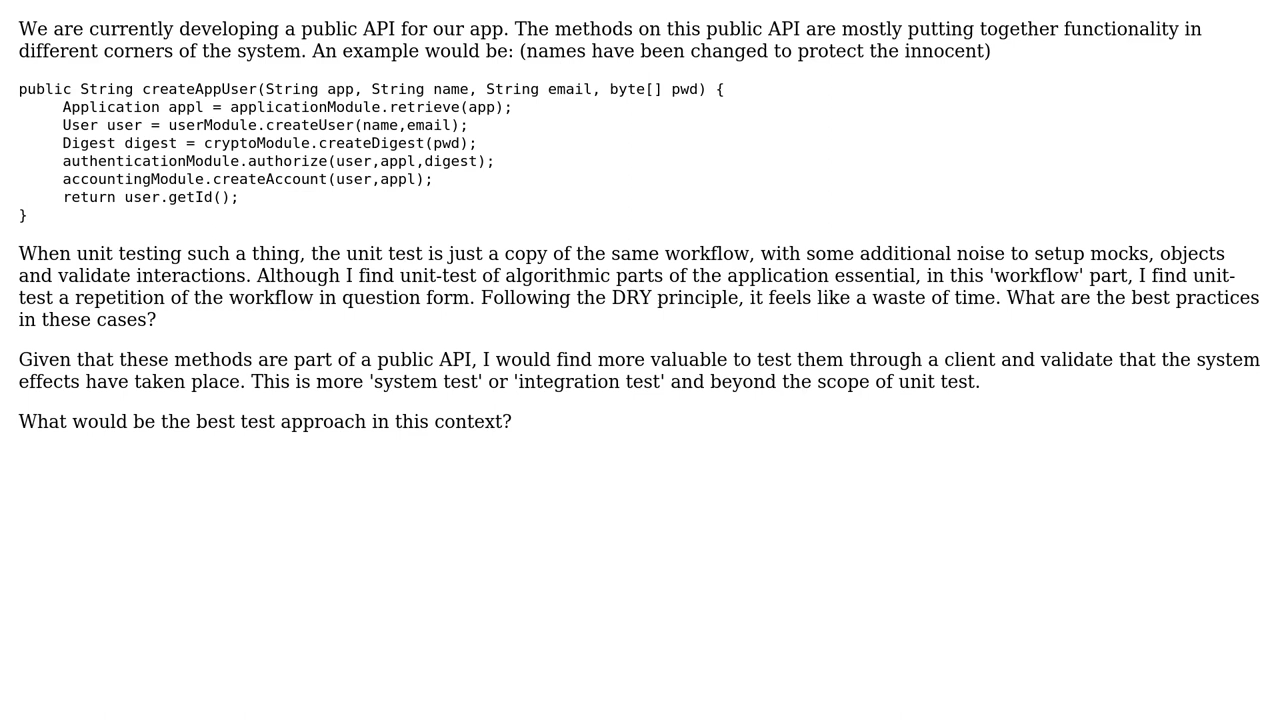 We are currently developing a public API for our app. The methods on this public API are mostly putting together functionality in
different corners of the system. An example would be: (names have been changed to protect the innocent)
public String createAppUser(String app, String name, String email, byte[] pwd) {
     Application appl = applicationModule.retrieve(app);
     User user = userModule.createUser(name,email);
     Digest digest = cryptoModule.createDigest(pwd);
     authenticationModule.authorize(user,appl,digest);
     accountingModule.createAccount(user,appl);
     return user.getId();
}
When unit testing such a thing, the unit test is just a copy of the same workflow, with some additional noise to setup mocks, objects
and validate interactions. Although I find unit-test of algorithmic parts of the application essential, in this 'workflow' part, I find unit-
test a repetition of the workflow in question form. Following the DRY principle, it feels like a waste of time. What are the best practices
in these cases?
Given that these methods are part of a public API, I would find more valuable to test them through a client and validate that the system
effects have taken place. This is more 'system test' or 'integration test' and beyond the scope of unit test.
What would be the best test approach in this context?